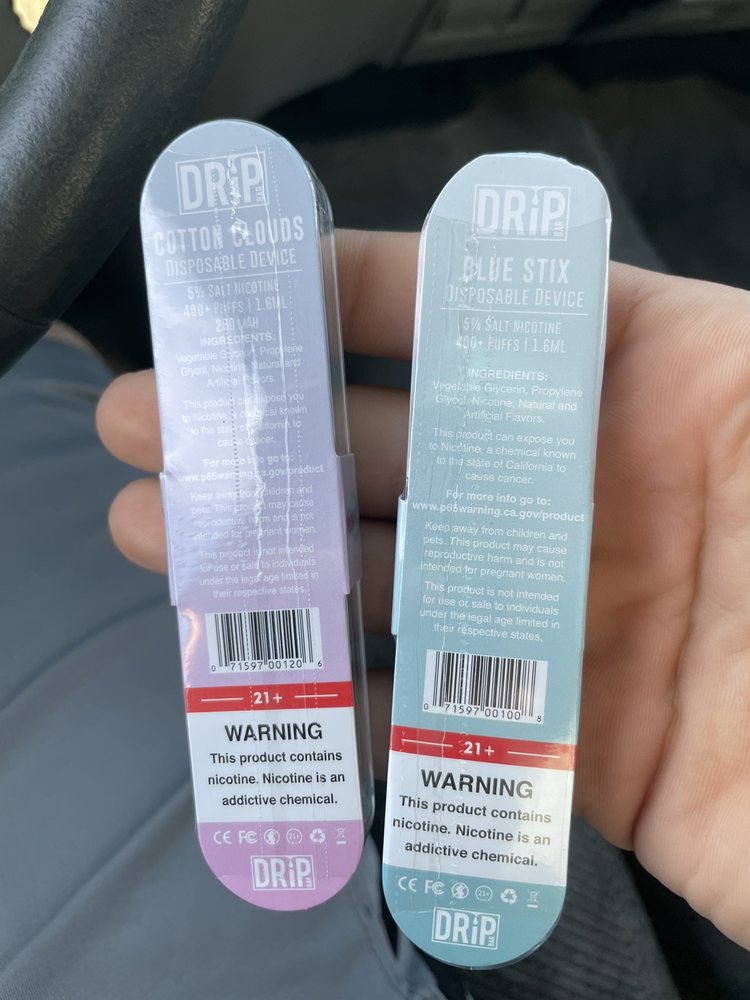 DRiP
BAR
COTTON CLOUDS
DISPOSABLE DEVICE
5% SALT NICOTINE
400+ PUFFS | 1.6ML
280 MAH
INGREDIENTS:
Vegetable Glycerin, Propylene
Glycol, Nicotine, Natural and
Artificial Flavors.
This product can expose you
to Nicotine, a chemical known
to the state of California to
cause cancer.
For more info go to:
www.p65warning.ca.gov/product
Keep away from children and
pets. This product may cause
reproductive harm and is not
intended for pregnant women.
This product is not intended
for use or sale to individuals
under the legal age limited in
their respective states.
0 71597 00120 6
21+
WARNING
This product contains
nicotine. Nicotine is an
addictive chemical.
CE FC 21+
DRiP
BAR
DRiP
BAR
BLUE STIX
DISPOSABLE DEVICE
5% SALT NICOTINE
400+ PUFFS | 1.6ML
INGREDIENTS:
Vegetable Glycerin, Propylene
Glycol, Nicotine, Natural and
Artificial Flavors.
This product can expose you
to Nicotine, a chemical known
to the state of California to
cause cancer.
For more info go to:
www.p65warning.ca.gov/product
Keep away from children and
pets. This product may cause
reproductive harm and is not
intended for pregnant women.
This product is not intended
for use or sale to individuals
under the legal age limited in
their respective states.
0 71597 00100 8
21+
WARNING
This product contains
nicotine. Nicotine is an
addictive chemical.
CE FC 21+
DRiP
BAR